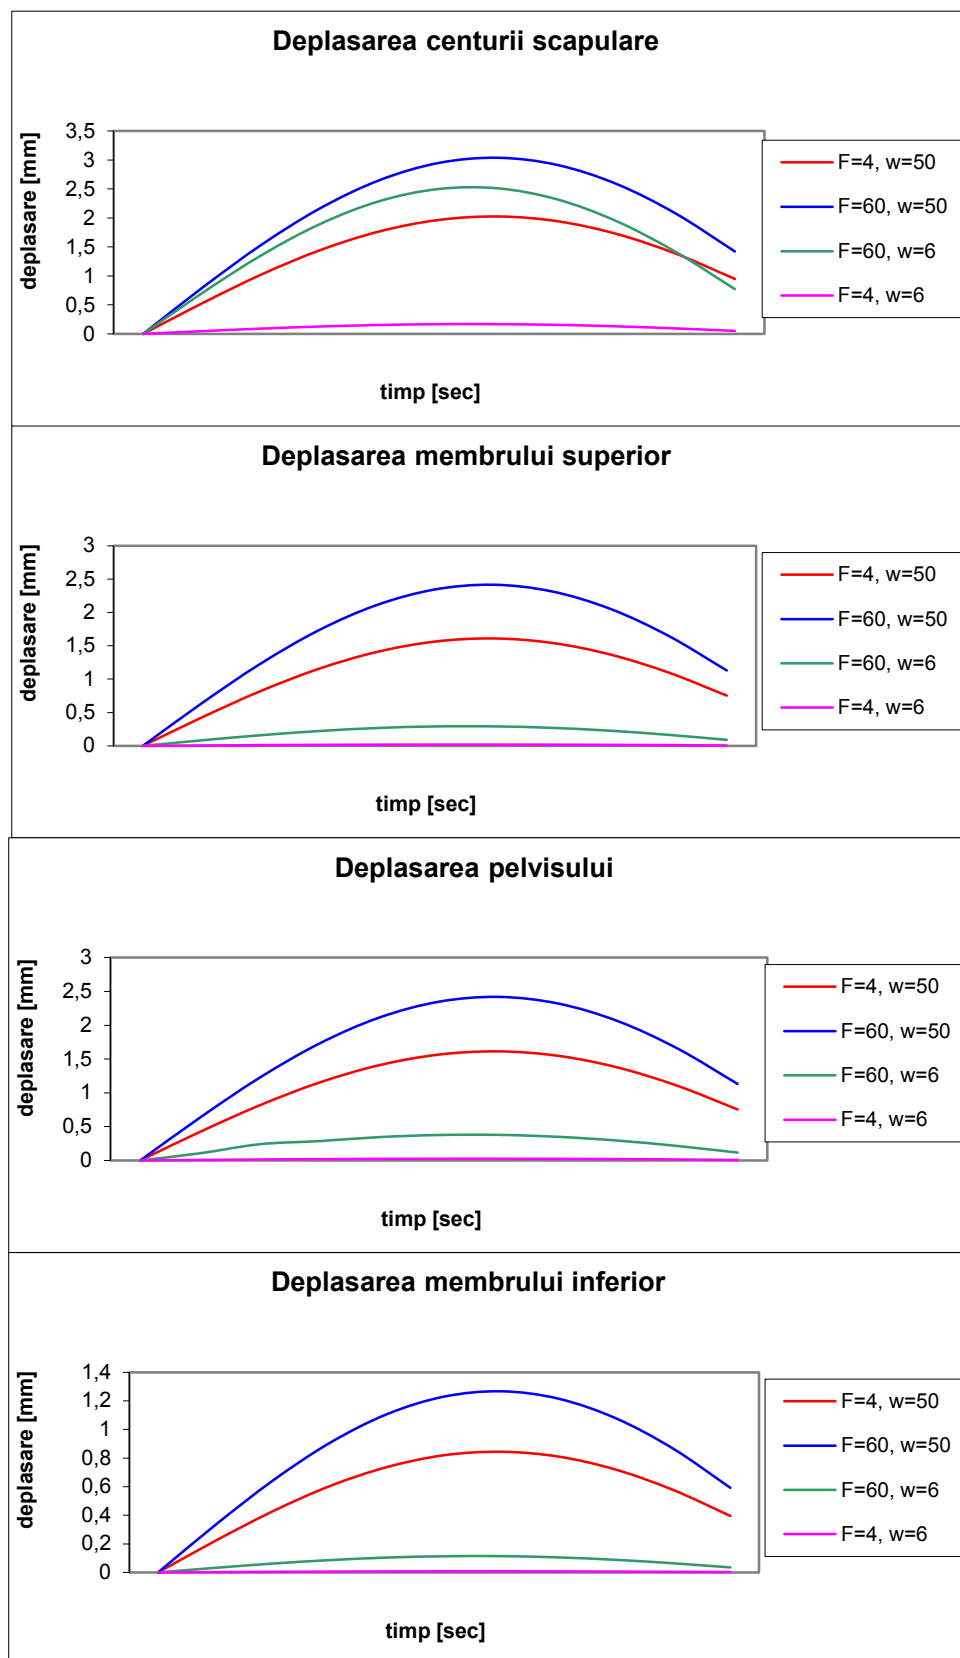 Deplasarea centurii scapulare
deplasare [mm]
3,5
3
2,5
2
1,5
1
0,5
0
timp [sec]
F=4, w=50
F=60, w=50
F=60, w=6
F=4, w=6
Deplasarea membrului superior
deplasare [mm]
3
2,5
2
1,5
1
0,5
0
timp [sec]
F=4, w=50
F=60, w=50
F=60, w=6
F=4, w=6
Deplasarea pelvisului
deplasare [mm]
3
2,5
2
1,5
1
0,5
0
timp [sec]
F=4, w=50
F=60, w=50
F=60, w=6
F=4, w=6
Deplasarea membrului inferior
deplasare [mm]
1,4
1,2
1
0,8
0,6
0,4
0,2
0
timp [sec]
F=4, w=50
F=60, w=50
F=60, w=6
F=4, w=6